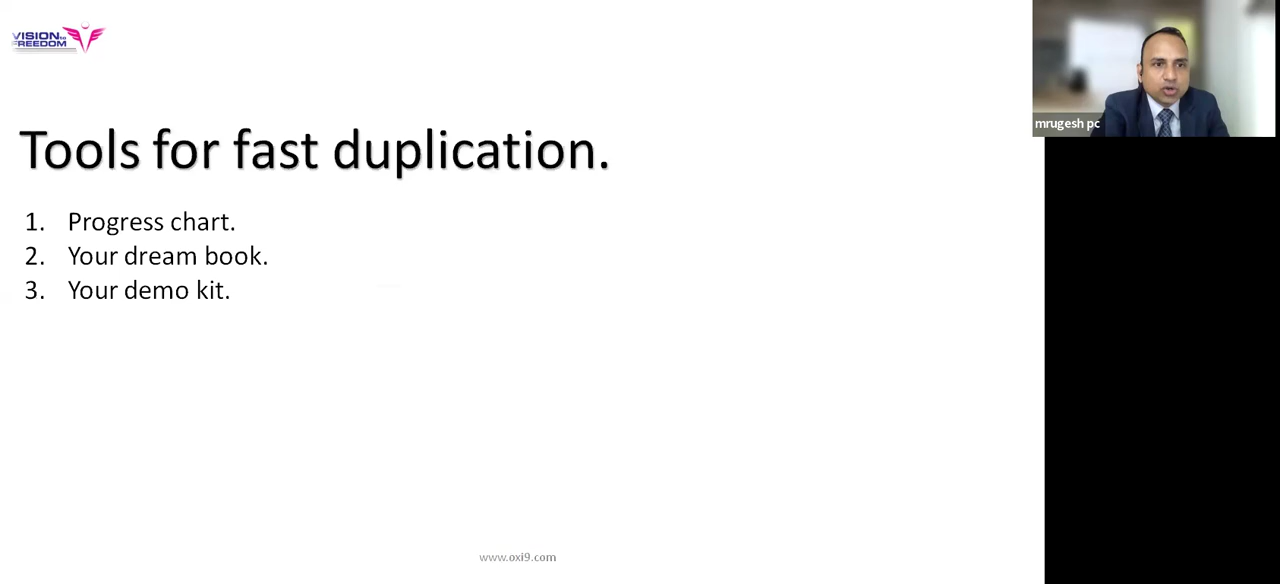 VISION to
FREEDOM
mrugesh pc
Tools for fast duplication.
1. Progress chart.
2. Your dream book.
3. Your demo kit.
www.oxi9.com